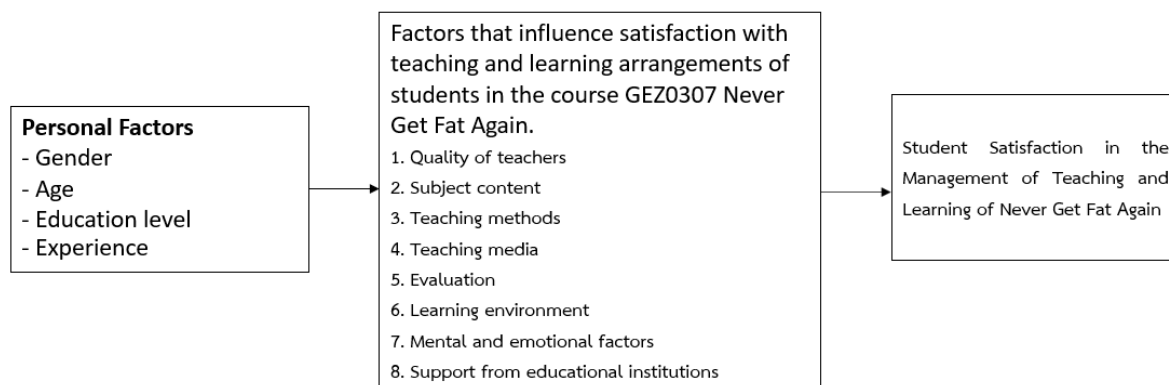 Personal Factors
- Gender
- Age
- Education level
- Experience
Factors that influence satisfaction with
teaching and learning arrangements of
students in the course GEZ0307 Never
Get Fat Again.
1. Quality of teachers
2. Subject content
3. Teaching methods
4. Teaching media
5. Evaluation
6. Learning environment
7. Mental and emotional factors
8. Support from educational institutions
Student Satisfaction in the
Management of Teaching and
Learning of Never Get Fat Again